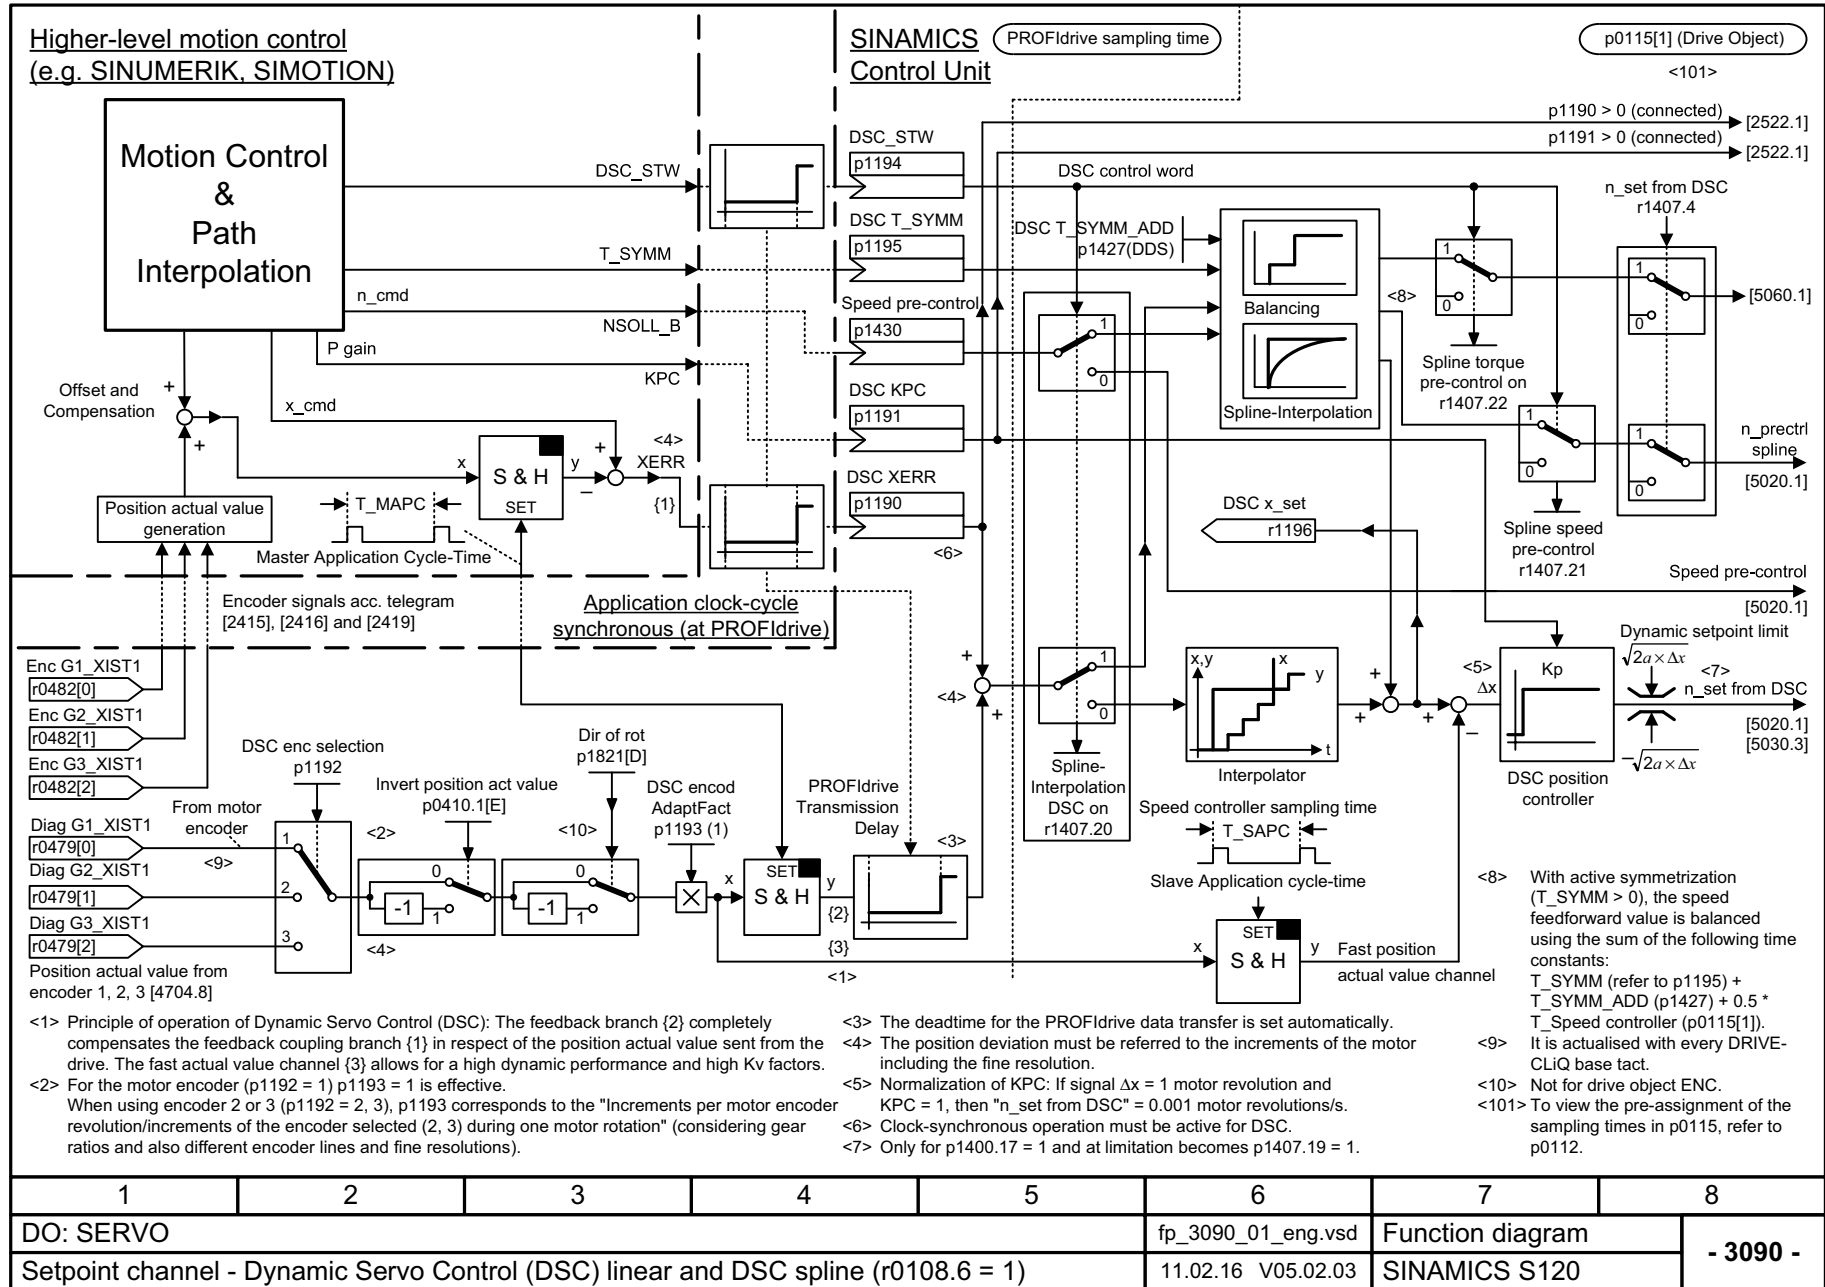 Higher-level motion control
(e.g. SINUMERIK, SIMOTION)
SINAMICS
Control Unit
PROFIdrive sampling time
p0115[1] (Drive Object)
<101>
Motion Control
&
Path
Interpolation
DSC_STW
T_SYMM
n_cmd
NSOLL_B
P gain
KPC
x_cmd
Offset and
Compensation
+
+
Position actual value
generation
T_MAPC
Master Application Cycle-Time
x
S & H
SET
y
–
+
<4>
XERR
{1}
DSC_STW
p1194
DSC T_SYMM
p1195
Speed pre-control
p1430
DSC KPC
p1191
DSC XERR
p1190
<6>
p1190 > 0 (connected)
[2522.1]
p1191 > 0 (connected)
[2522.1]
DSC control word
DSC T_SYMM_ADD
p1427(DDS)
Balancing
Spline-Interpolation
<8>
1
0
Spline torque
pre-control on
r1407.22
n_set from DSC
r1407.4
1
0
[5060.1]
1
0
1
0
Spline speed
pre-control
r1407.21
1
0
n_prectrl
spline
[5020.1]
DSC x_set
r1196
Speed pre-control
[5020.1]
Encoder signals acc. telegram
[2415], [2416] and [2419]
Application clock-cycle
synchronous (at PROFIdrive)
Enc G1_XIST1
r0482[0]
Enc G2_XIST1
r0482[1]
Enc G3_XIST1
r0482[2]
Diag G1_XIST1
r0479[0]
Diag G2_XIST1
r0479[1]
Diag G3_XIST1
r0479[2]
Position actual value from
encoder 1, 2, 3 [4704.8]
From motor
encoder
<9>
DSC enc selection
p1192
1
2
3
Invert position act value
p0410.1[E]
<2>
-1
0
1
<4>
Dir of rot
p1821[D]
<10>
-1
0
1
DSC encod
AdaptFact
p1193 (1)
×
x
SET
S & H
y
{2}
{3}
PROFIdrive
Transmission
Delay
<3>
<1>
+
<4>
+
1
0
Spline-
Interpolation
DSC on
r1407.20
x,y
x
y
t
Interpolator
Speed controller sampling time
T_SAPC
Slave Application cycle-time
x
SET
S & H
y
Fast position
actual value channel
+
+
+
–
<5>
Δx
Kp
DSC position
controller
Dynamic setpoint limit
√2a × Δx
<7>
n_set from DSC
[5020.1]
[5030.3]
–√2a × Δx
<1> Principle of operation of Dynamic Servo Control (DSC): The feedback branch {2} completely
compensates the feedback coupling branch {1} in respect of the position actual value sent from the
drive. The fast actual value channel {3} allows for a high dynamic performance and high Kv factors.
<2> For the motor encoder (p1192 = 1) p1193 = 1 is effective.
When using encoder 2 or 3 (p1192 = 2, 3), p1193 corresponds to the "Increments per motor encoder
revolution/increments of the encoder selected (2, 3) during one motor rotation" (considering gear
ratios and also different encoder lines and fine resolutions).
<3> The deadtime for the PROFIdrive data transfer is set automatically.
<4> The position deviation must be referred to the increments of the motor
including the fine resolution.
<5> Normalization of KPC: If signal Δx = 1 motor revolution and
KPC = 1, then "n_set from DSC" = 0.001 motor revolutions/s.
<6> Clock-synchronous operation must be active for DSC.
<7> Only for p1400.17 = 1 and at limitation becomes p1407.19 = 1.
<8> With active symmetrization
(T_SYMM > 0), the speed
feedforward value is balanced
using the sum of the following time
constants:
T_SYMM (refer to p1195) +
T_SYMM_ADD (p1427) + 0.5 *
T_Speed controller (p0115[1]).
<9> It is actualised with every DRIVE-
CLiQ base tact.
<10> Not for drive object ENC.
<101> To view the pre-assignment of the
sampling times in p0115, refer to
p0112.
1 2 3 4 5 6 7 8
DO: SERVO
fp_3090_01_eng.vsd
Function diagram
- 3090 -
Setpoint channel - Dynamic Servo Control (DSC) linear and DSC spline (r0108.6 = 1)
11.02.16 V05.02.03
SINAMICS S120